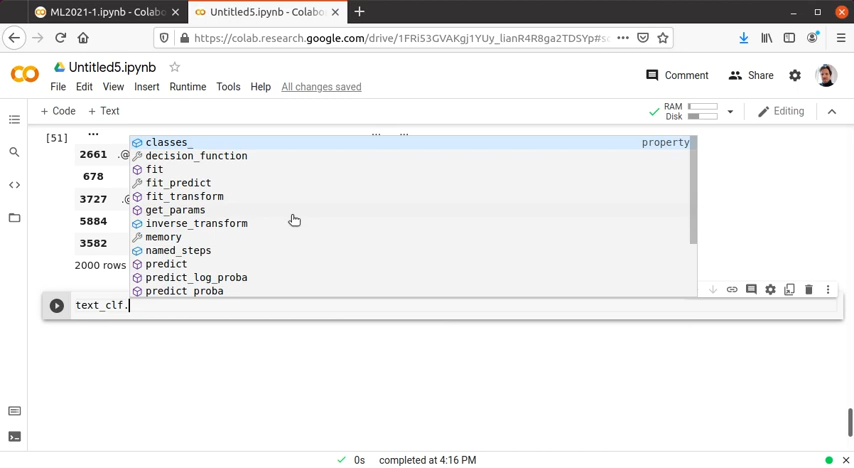 ML2021-1.ipynb - Colabo
Untitled5.ipynb - Colabo
https://colab.research.google.com/drive/1FRi53GVAKgj1YUy_lianR4R8ga2TDSYp#sc
Untitled5.ipynb
Comment
Share
File Edit View Insert Runtime Tools Help All changes saved
+ Code + Text
RAM
Disk
Editing
[51] ... ... ...
2661 .@
678
3727 .@
5884
3582
2000 rows
classes_ property
decision_function
fit
fit_predict
fit_transform
get_params
inverse_transform
memory
named_steps
predict
predict_log_proba
predict_proba
text_clf.
0s completed at 4:16 PM